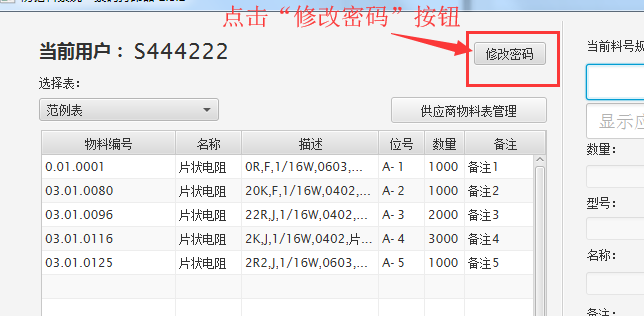 点击“修改密码”按钮
当前用户： S444222
修改密码
当前料号规
选择表:
范例表
供应商物料表管理
显示应
物料编号 名称 描述 位号 数量 备注
0.01.0001 片状电阻 0R,F,1/16W,0603,... A- 1 1000 备注1
03.01.0080 片状电阻 20K,F,1/16W,0402,... A- 2 1000 备注2
03.01.0096 片状电阻 22R,J,1/16W,0402,... A- 3 2000 备注3
03.01.0116 片状电阻 2K,J,1/16W,0402,片... A- 4 3000 备注4
03.01.0125 片状电阻 2R2,J,1/16W,0603,... A- 5 1000 备注5
数量：
型号：
名称：
备注：